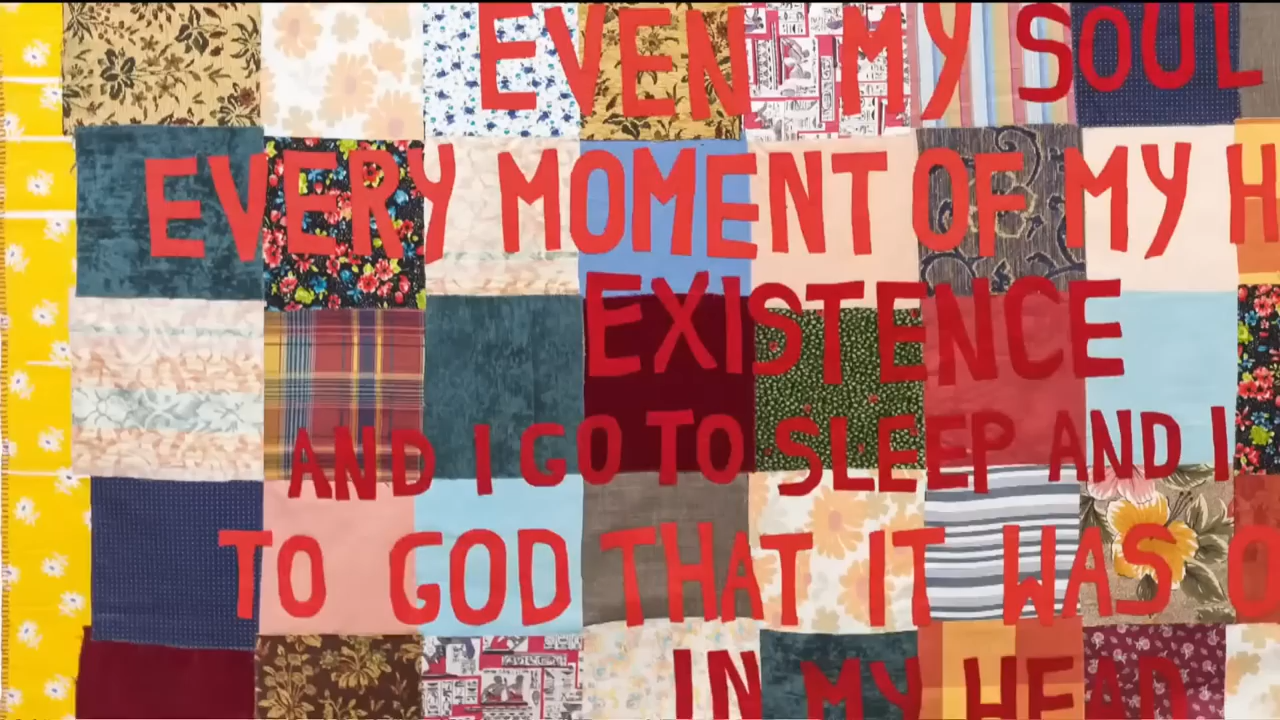 EVEN MY SOUL
EVERY MOMENT OF MY
EXISTENCE
AND I GO TO SLEEP AND I
TO GOD THAT IT WAS
IN MY HEAD